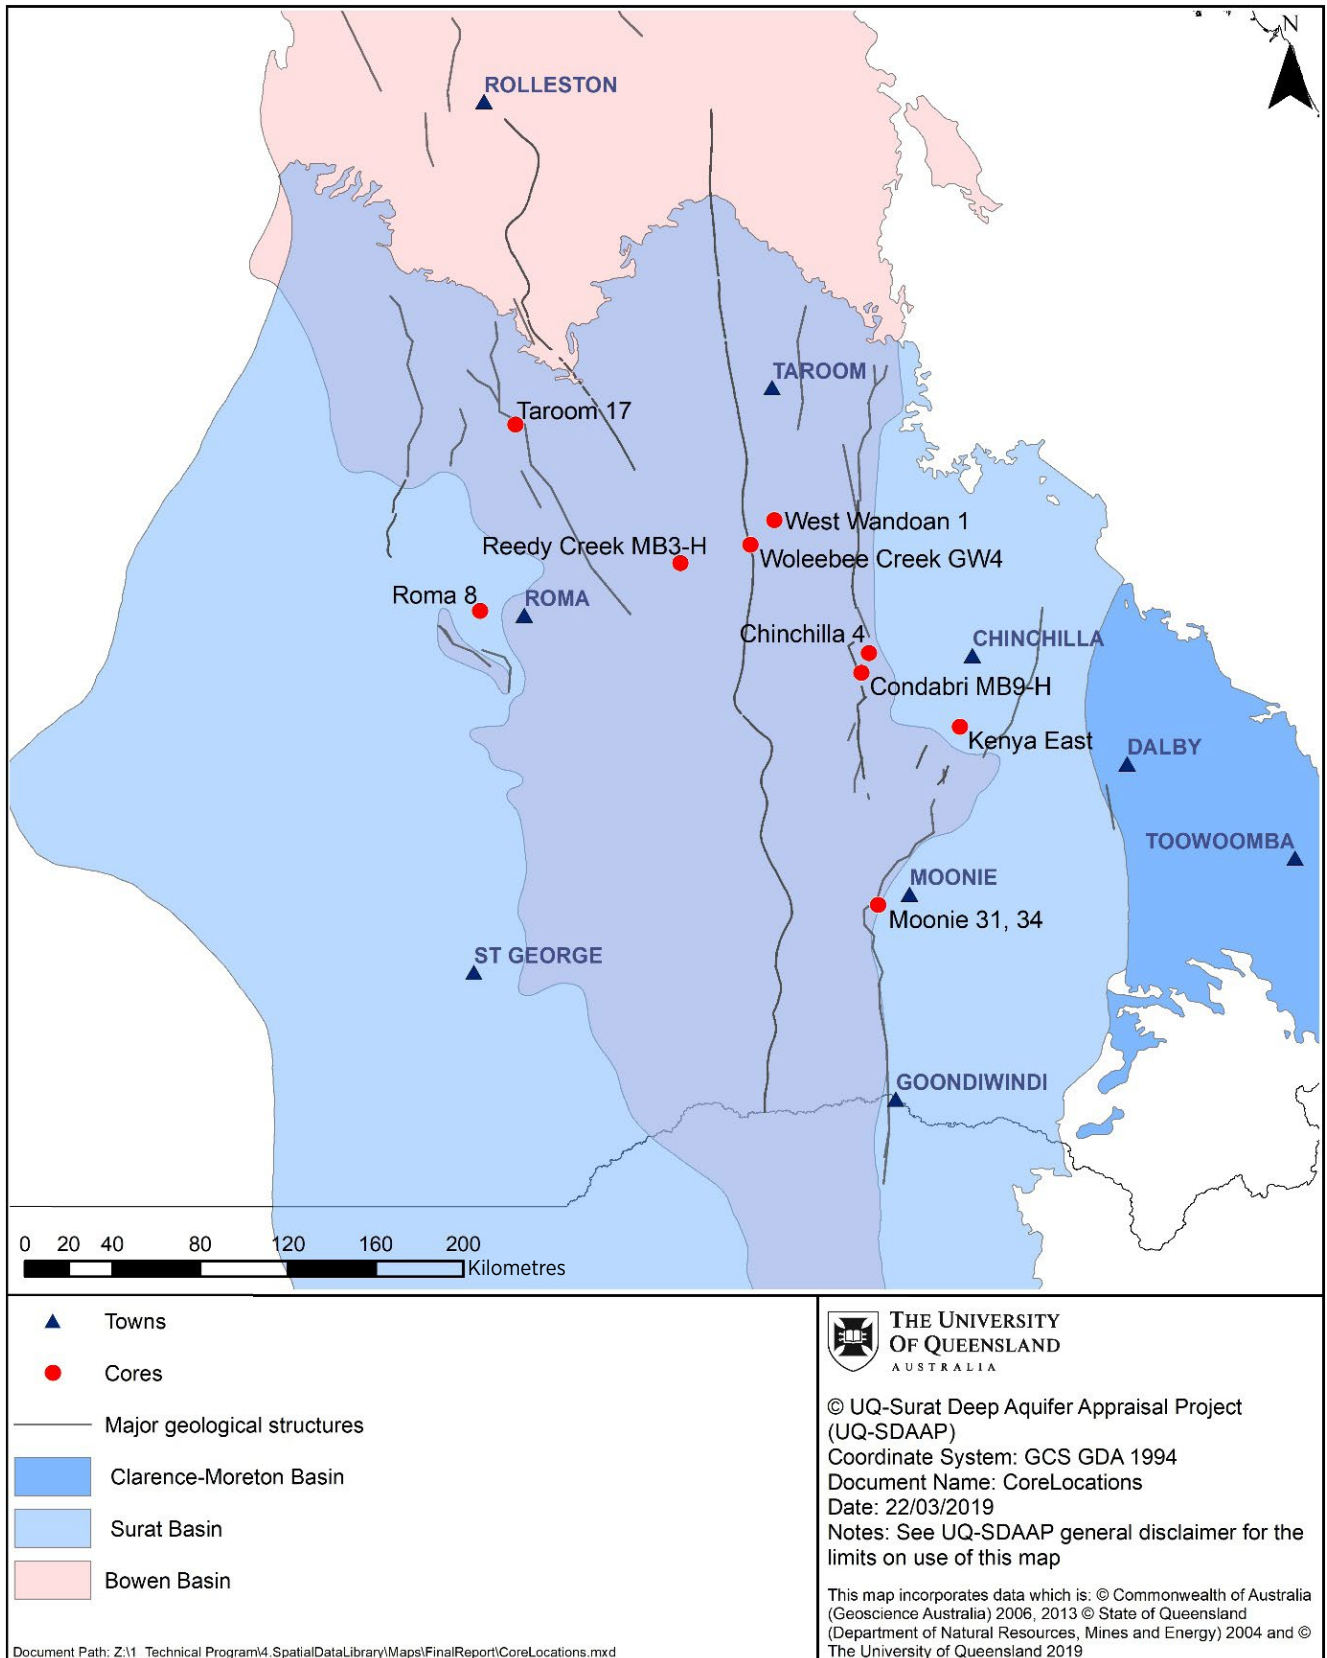 N
ROLLESTON
TAROOM
Taroom 17
West Wandoan 1
Reedy Creek MB3-H
Woleebee Creek GW4
Roma 8
ROMA
Chinchilla 4
CHINCHILLA
Condabri MB9-H
Kenya East
DALBY
TOOWOOMBA
MOONIE
Moonie 31, 34
ST GEORGE
GOONDIWINDI
0 20 40 80 120 160 200
Kilometres
Towns
Cores
Major geological structures
Clarence-Moreton Basin
Surat Basin
Bowen Basin
Document Path: Z:\1_Technical Program\4.SpatialDataLibrary\Maps\FinalReport\CoreLocations.mxd
THE UNIVERSITY
OF QUEENSLAND
AUSTRALIA
© UQ-Surat Deep Aquifer Appraisal Project
(UQ-SDAAP)
Coordinate System: GCS GDA 1994
Document Name: CoreLocations
Date: 22/03/2019
Notes: See UQ-SDAAP general disclaimer for the
limits on use of this map
This map incorporates data which is: © Commonwealth of Australia
(Geoscience Australia) 2006, 2013 © State of Queensland
(Department of Natural Resources, Mines and Energy) 2004 and ©
The University of Queensland 2019